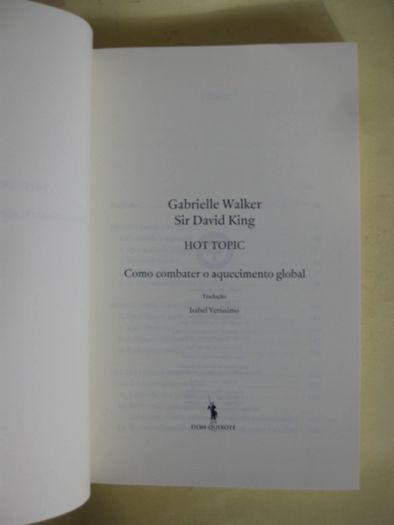 Gabrielle Walker
Sir David King
HOT TOPIC
Como combater o aquecimento global
Tradução
Isabel Veríssimo
DOM QUIXOTE